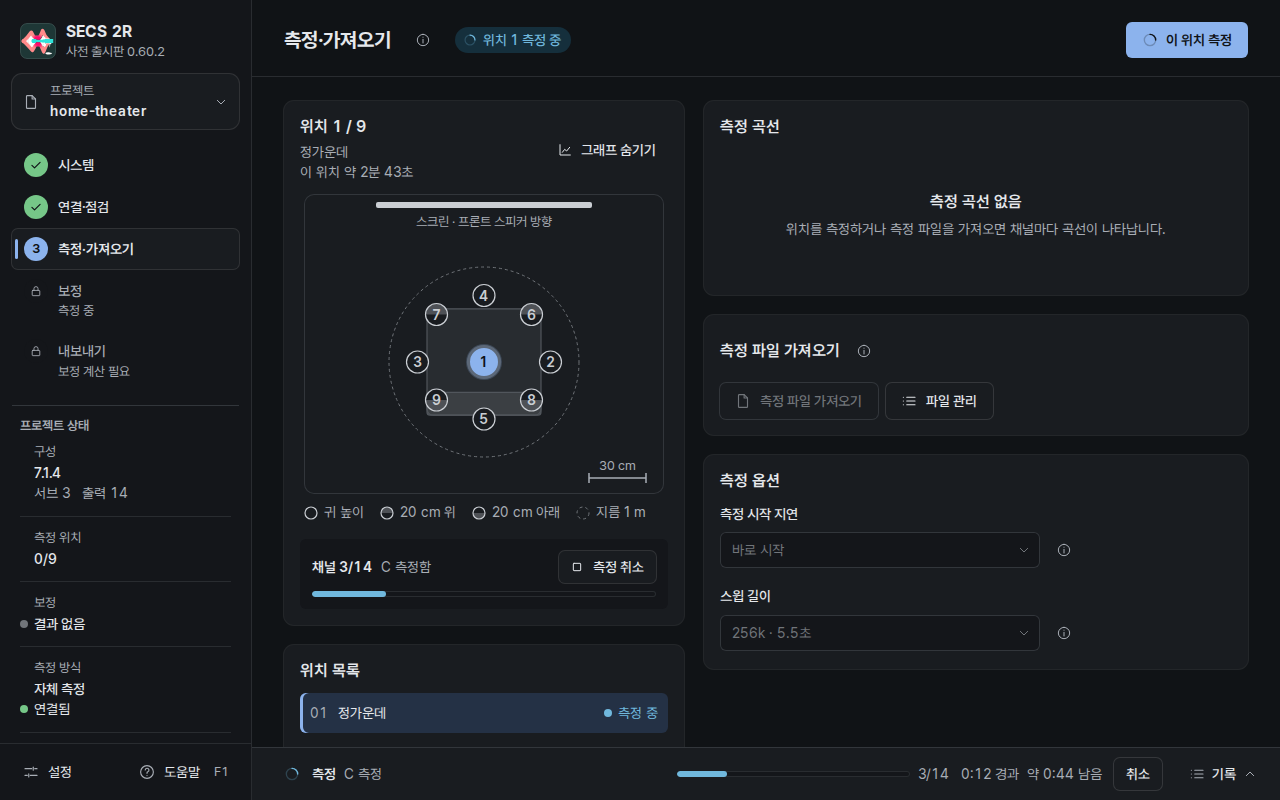 SECS 2R
사전 출시판 0.60.2
프로젝트
home-theater
시스템
연결·점검
3 측정·가져오기
보정
측정 중
내보내기
보정 계산 필요
프로젝트 상태
구성
7.1.4
서브 3 출력 14
측정 위치
0/9
보정
결과 없음
측정 방식
자체 측정
연결됨
설정
도움말 F1
측정·가져오기
위치 1 측정 중
이 위치 측정
위치 1 / 9
정가운데
이 위치 약 2분 43초
그래프 숨기기
스크린 · 프론트 스피커 방향
4
7 6
3 1 2
9 8
5
30 cm
귀 높이 20 cm 위 20 cm 아래 지름 1 m
채널 3/14 C 측정함
측정 취소
위치 목록
01 정가운데 측정 중
측정 곡선
측정 곡선 없음
위치를 측정하거나 측정 파일을 가져오면 채널마다 곡선이 나타납니다.
측정 파일 가져오기
측정 파일 가져오기 파일 관리
측정 옵션
측정 시작 지연
바로 시작
스윕 길이
256k · 5.5초
측정 C 측정
3/14 0:12 경과 약 0:44 남음
취소
기록